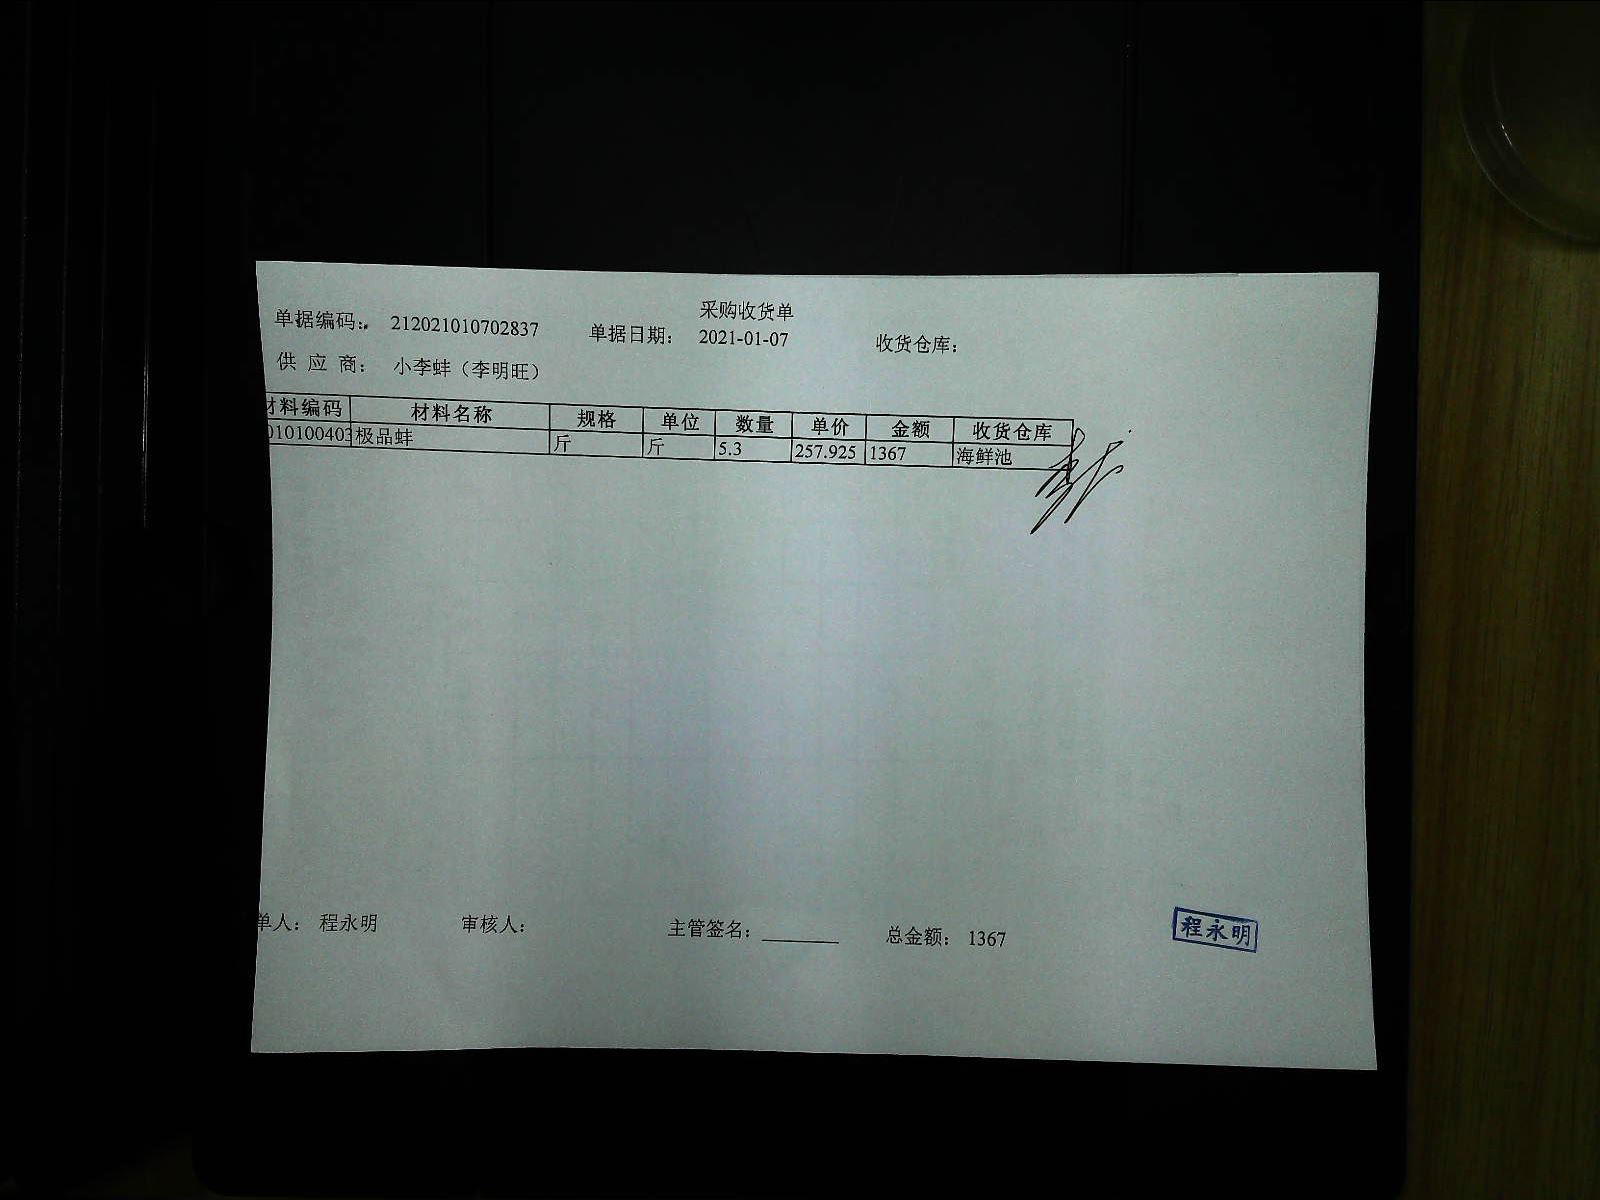 采购收货单
单据编码: 212021010702837 单据日期: 2021-01-07 收货仓库:
供 应 商: 小李蚌（李明旺）
材料编码 材料名称 规格 单位 数量 单价 金额 收货仓库
010100403 极品蚌 斤 斤 5.3 257.925 1367 海鲜池
单人: 程永明 审核人: 主管签名: 总金额: 1367
程永明